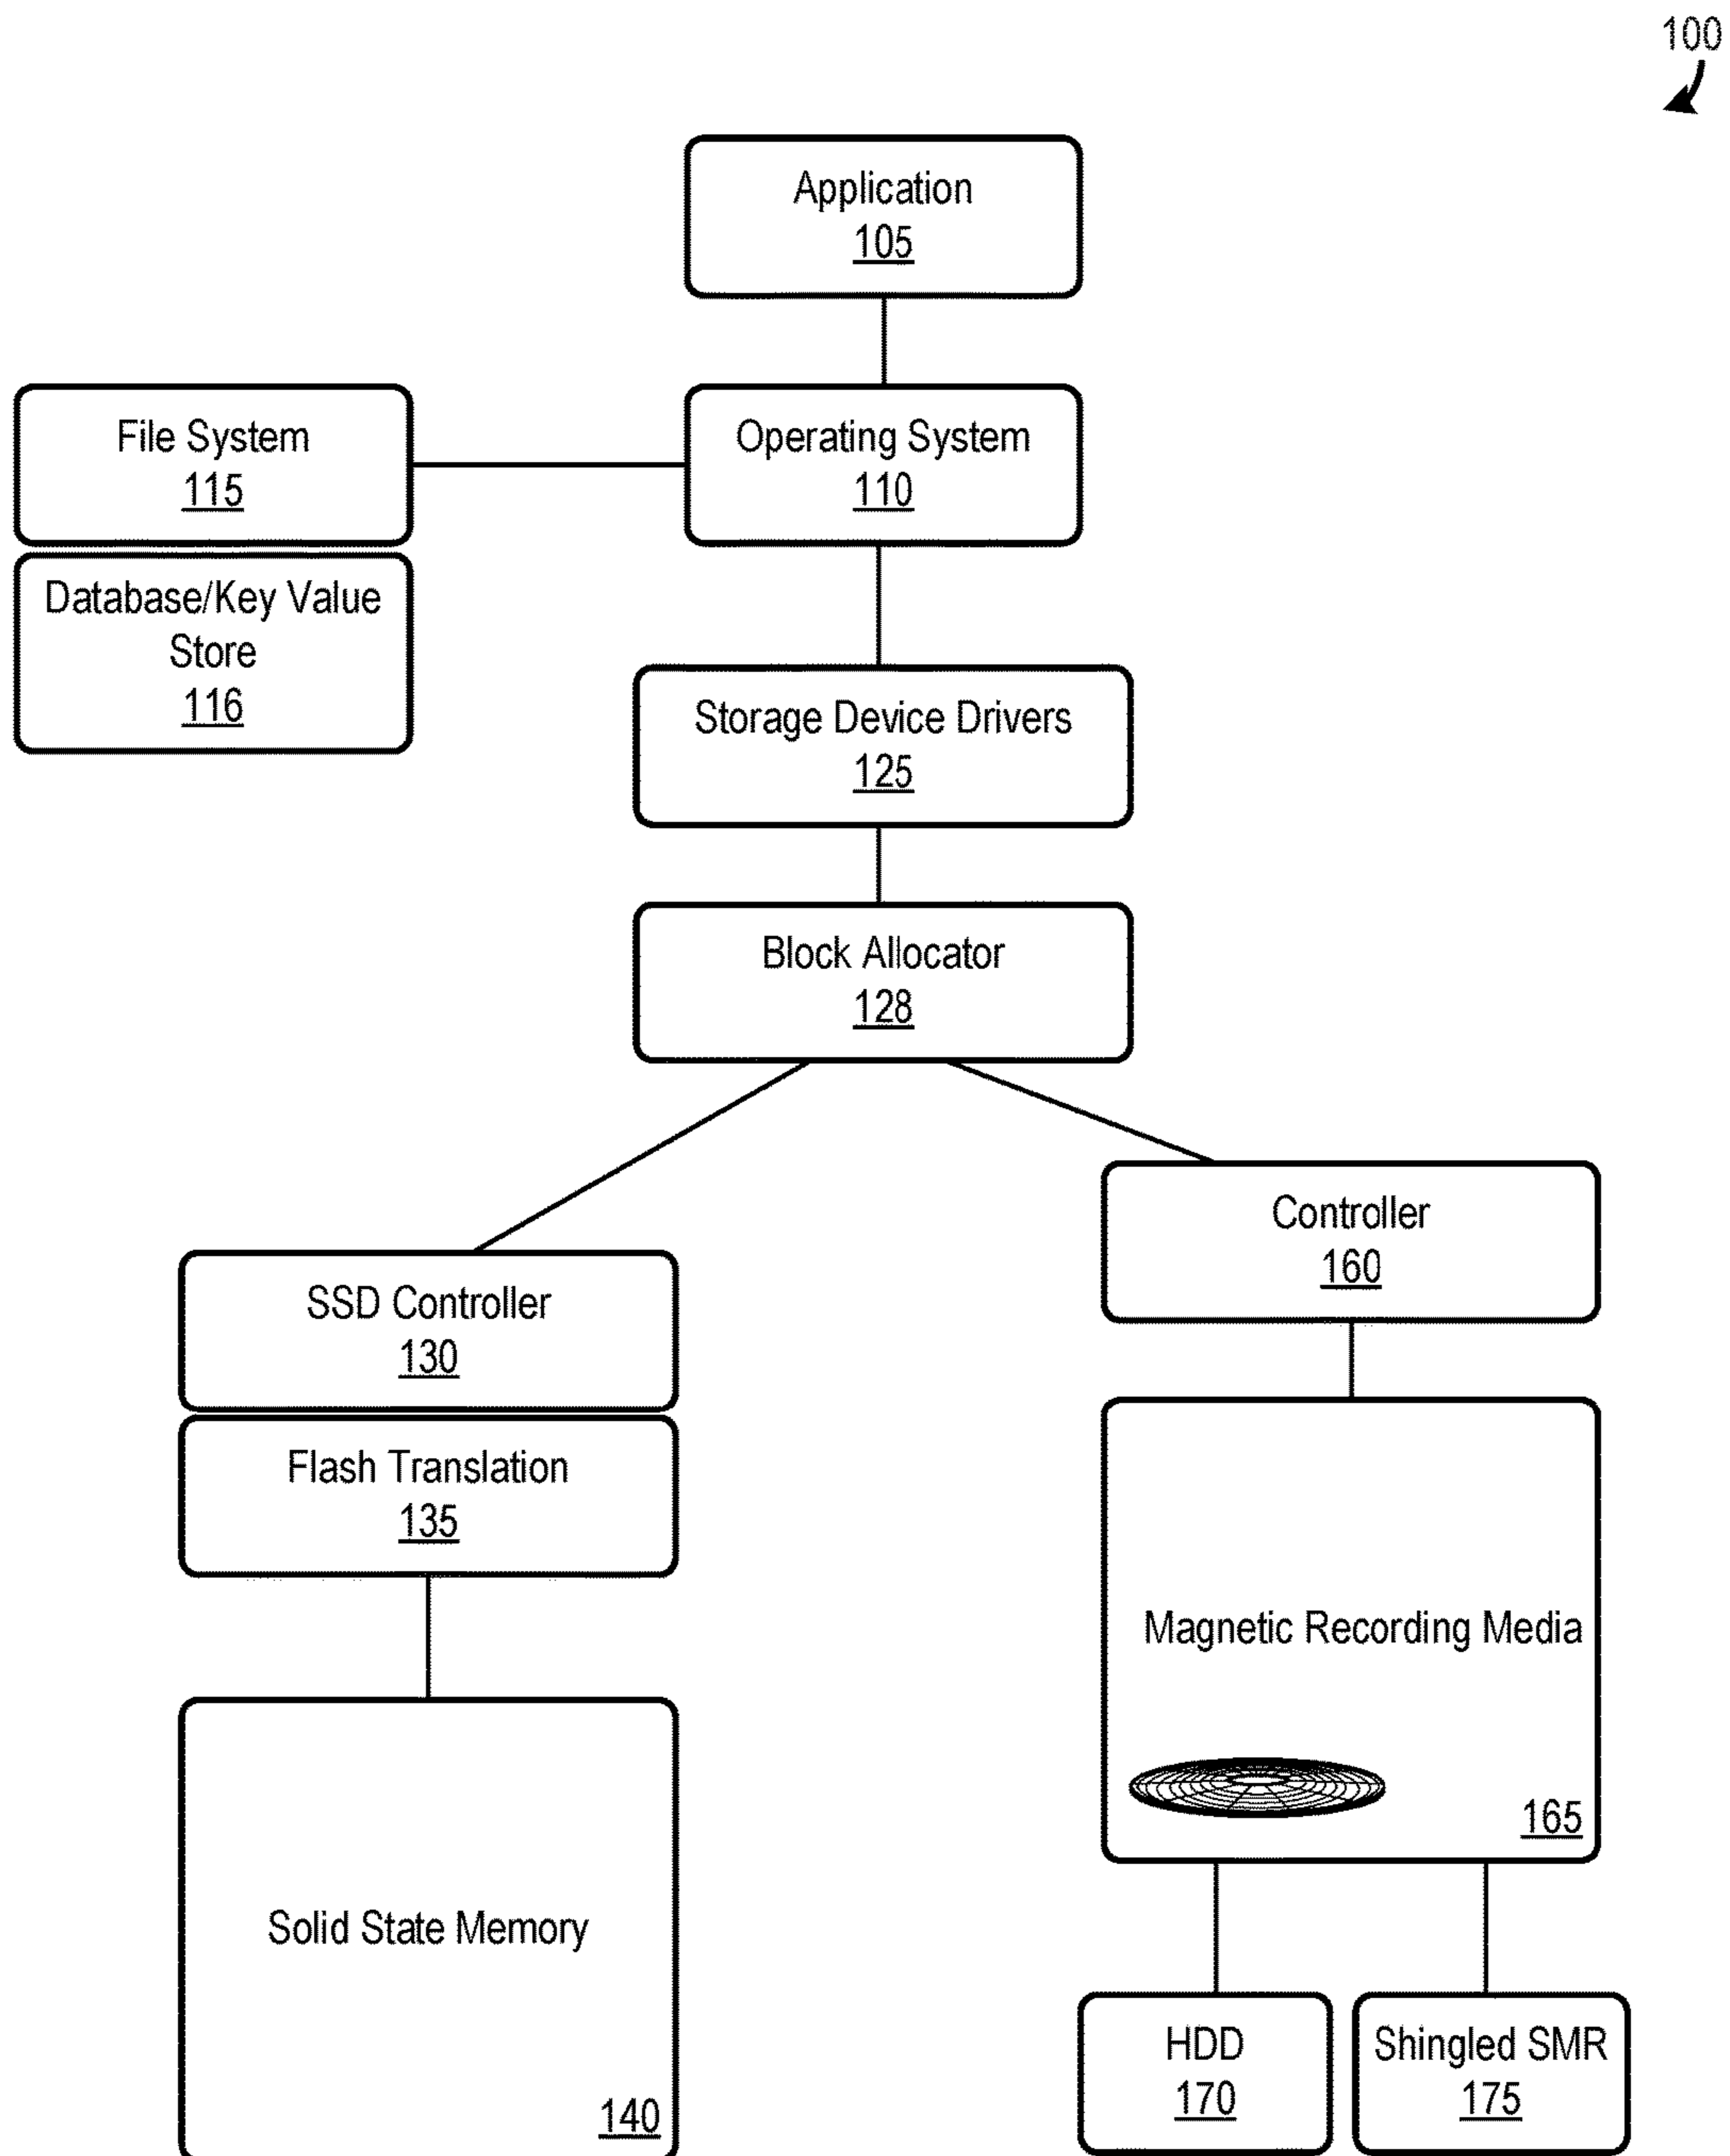 100
Application
105
File System
115
Operating System
110
Database/Key Value
Store
116
Storage Device Drivers
125
Block Allocator
128
Controller
160
SSD Controller
130
Flash Translation
135
Magnetic Recording Media
165
Solid State Memory
140
HDD
170
Shingled SMR
175